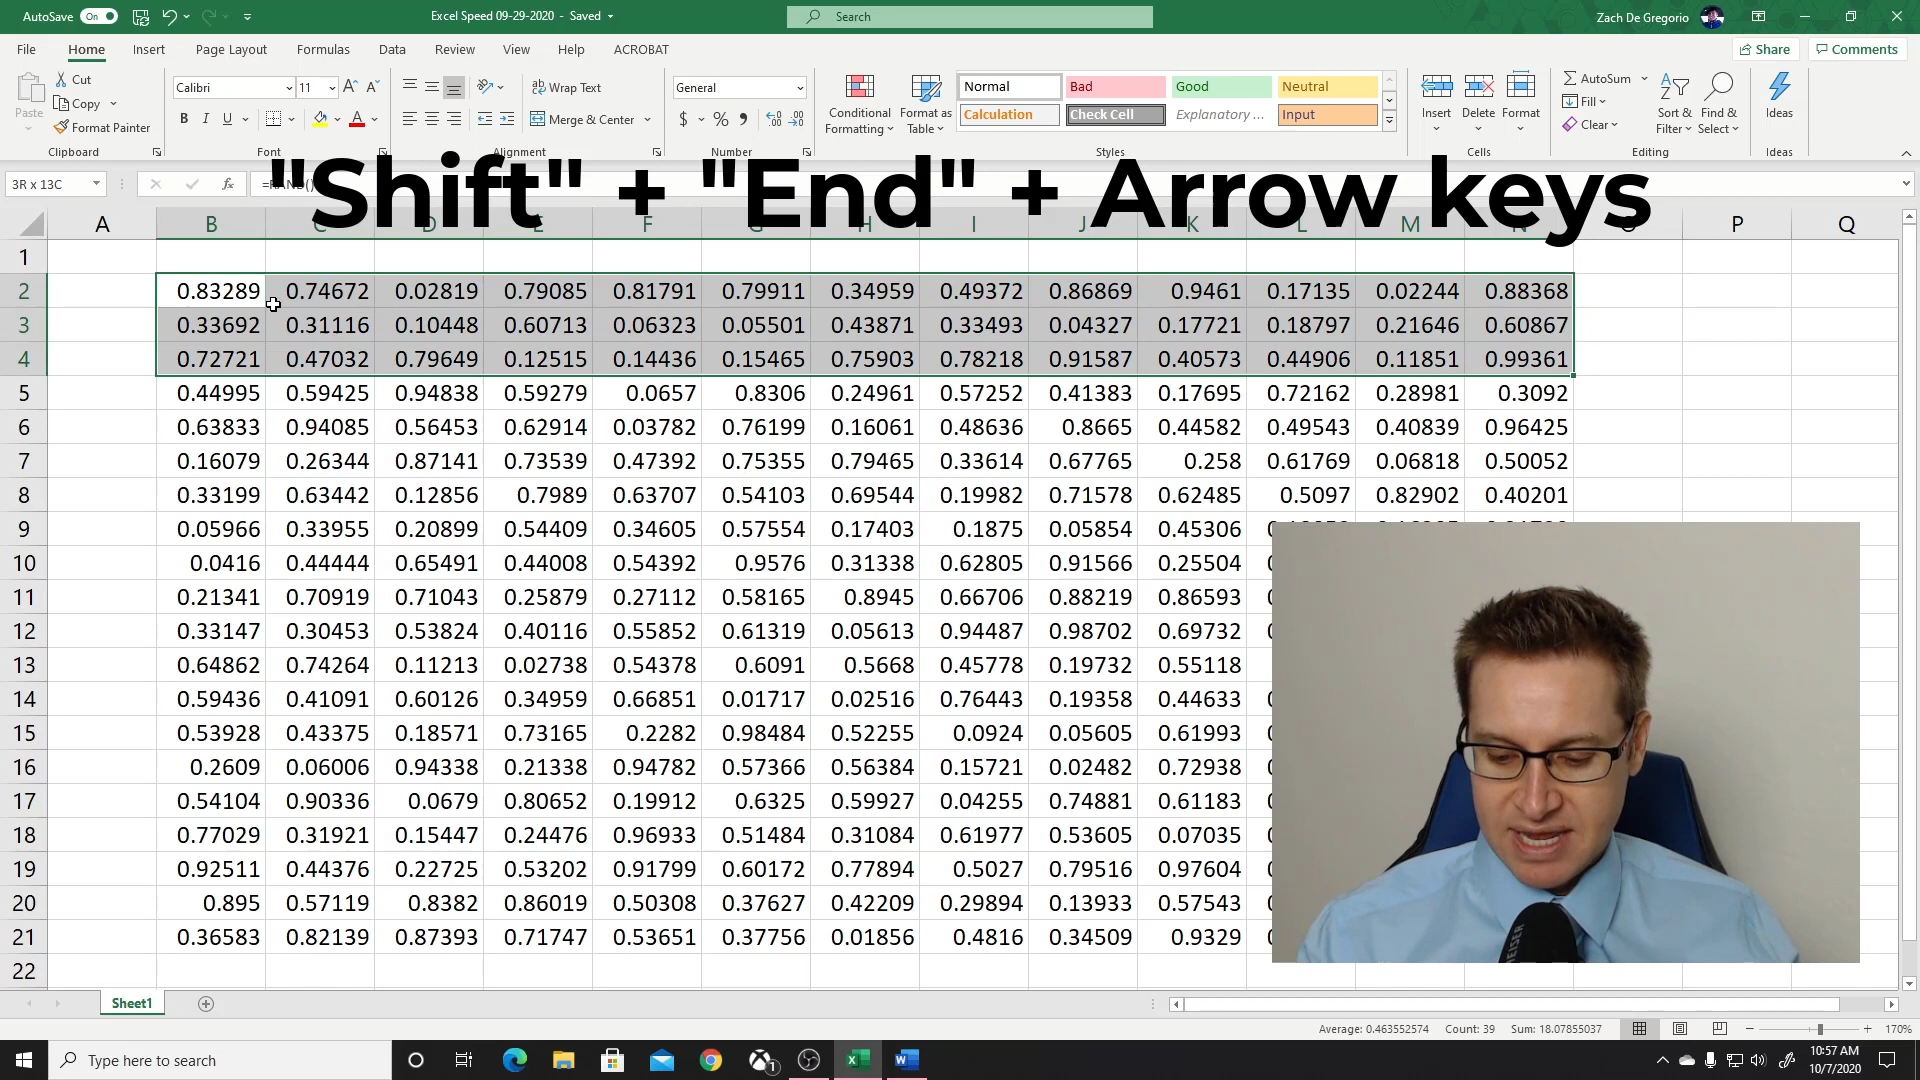 AutoSave On Excel Speed 09-29-2020 - Saved Search Zach De Gregorio
File Home Insert Page Layout Formulas Data Review View Help ACROBAT Share Comments
Paste Cut Copy Format Painter Clipboard
Calibri 11 B I U A Font
Wrap Text Merge & Center Alignment
General $ % Number
Conditional Formatting Format as Table
Normal Bad Good Neutral
Calculation Check Cell Explanatory ... Input
Styles
Insert Delete Format Cells
AutoSum Fill Clear Sort & Filter Find & Select Editing
Ideas Ideas
3R x 13C fx
"Shift" + "End" + Arrow keys
A B C D E F G H I J K L M N O P Q
1
2 0.83289 0.74672 0.02819 0.79085 0.81791 0.79911 0.34959 0.49372 0.86869 0.9461 0.17135 0.02244 0.88368
3 0.33692 0.31116 0.10448 0.60713 0.06323 0.05501 0.43871 0.33493 0.04327 0.17721 0.18797 0.21646 0.60867
4 0.72721 0.47032 0.79649 0.12515 0.14436 0.15465 0.75903 0.78218 0.91587 0.40573 0.44906 0.11851 0.99361
5 0.44995 0.59425 0.94838 0.59279 0.0657 0.8306 0.24961 0.57252 0.41383 0.17695 0.72162 0.28981 0.3092
6 0.63833 0.94085 0.56453 0.62914 0.03782 0.76199 0.16061 0.48636 0.8665 0.44582 0.49543 0.40839 0.96425
7 0.16079 0.26344 0.87141 0.73539 0.47392 0.75355 0.79465 0.33614 0.67765 0.258 0.61769 0.06818 0.50052
8 0.33199 0.63442 0.12856 0.7989 0.63707 0.54103 0.69544 0.19982 0.71578 0.62485 0.5097 0.82902 0.40201
9 0.05966 0.33955 0.20899 0.54409 0.34605 0.57554 0.17403 0.1875 0.05854 0.45306
10 0.0416 0.44444 0.65491 0.44008 0.54392 0.9576 0.31338 0.62805 0.91566 0.25504
11 0.21341 0.70919 0.71043 0.25879 0.27112 0.58165 0.8945 0.66706 0.88219 0.86593
12 0.33147 0.30453 0.53824 0.40116 0.55852 0.61319 0.05613 0.94487 0.98702 0.69732
13 0.64862 0.74264 0.11213 0.02738 0.54378 0.6091 0.5668 0.45778 0.19732 0.55118
14 0.59436 0.41091 0.60126 0.34959 0.66851 0.01717 0.02516 0.76443 0.19358 0.44633
15 0.53928 0.43375 0.18571 0.73165 0.2282 0.98484 0.52255 0.0924 0.05605 0.61993
16 0.2609 0.06006 0.94338 0.21338 0.94782 0.57366 0.56384 0.15721 0.02482 0.72938
17 0.54104 0.90336 0.0679 0.80652 0.19912 0.6325 0.59927 0.04255 0.74881 0.61183
18 0.77029 0.31921 0.15447 0.24476 0.96933 0.51484 0.31084 0.61977 0.53605 0.07035
19 0.92511 0.44376 0.22725 0.53202 0.91799 0.60172 0.77894 0.5027 0.79516 0.97604
20 0.895 0.57119 0.8382 0.86019 0.50308 0.37627 0.42209 0.29894 0.13933 0.57543
21 0.36583 0.82139 0.87393 0.71747 0.53651 0.37756 0.01856 0.4816 0.34509 0.9329
22
Sheet1
Average: 0.463552574 Count: 39 Sum: 18.07855037 170%
Type here to search 10:57 AM
10/7/2020